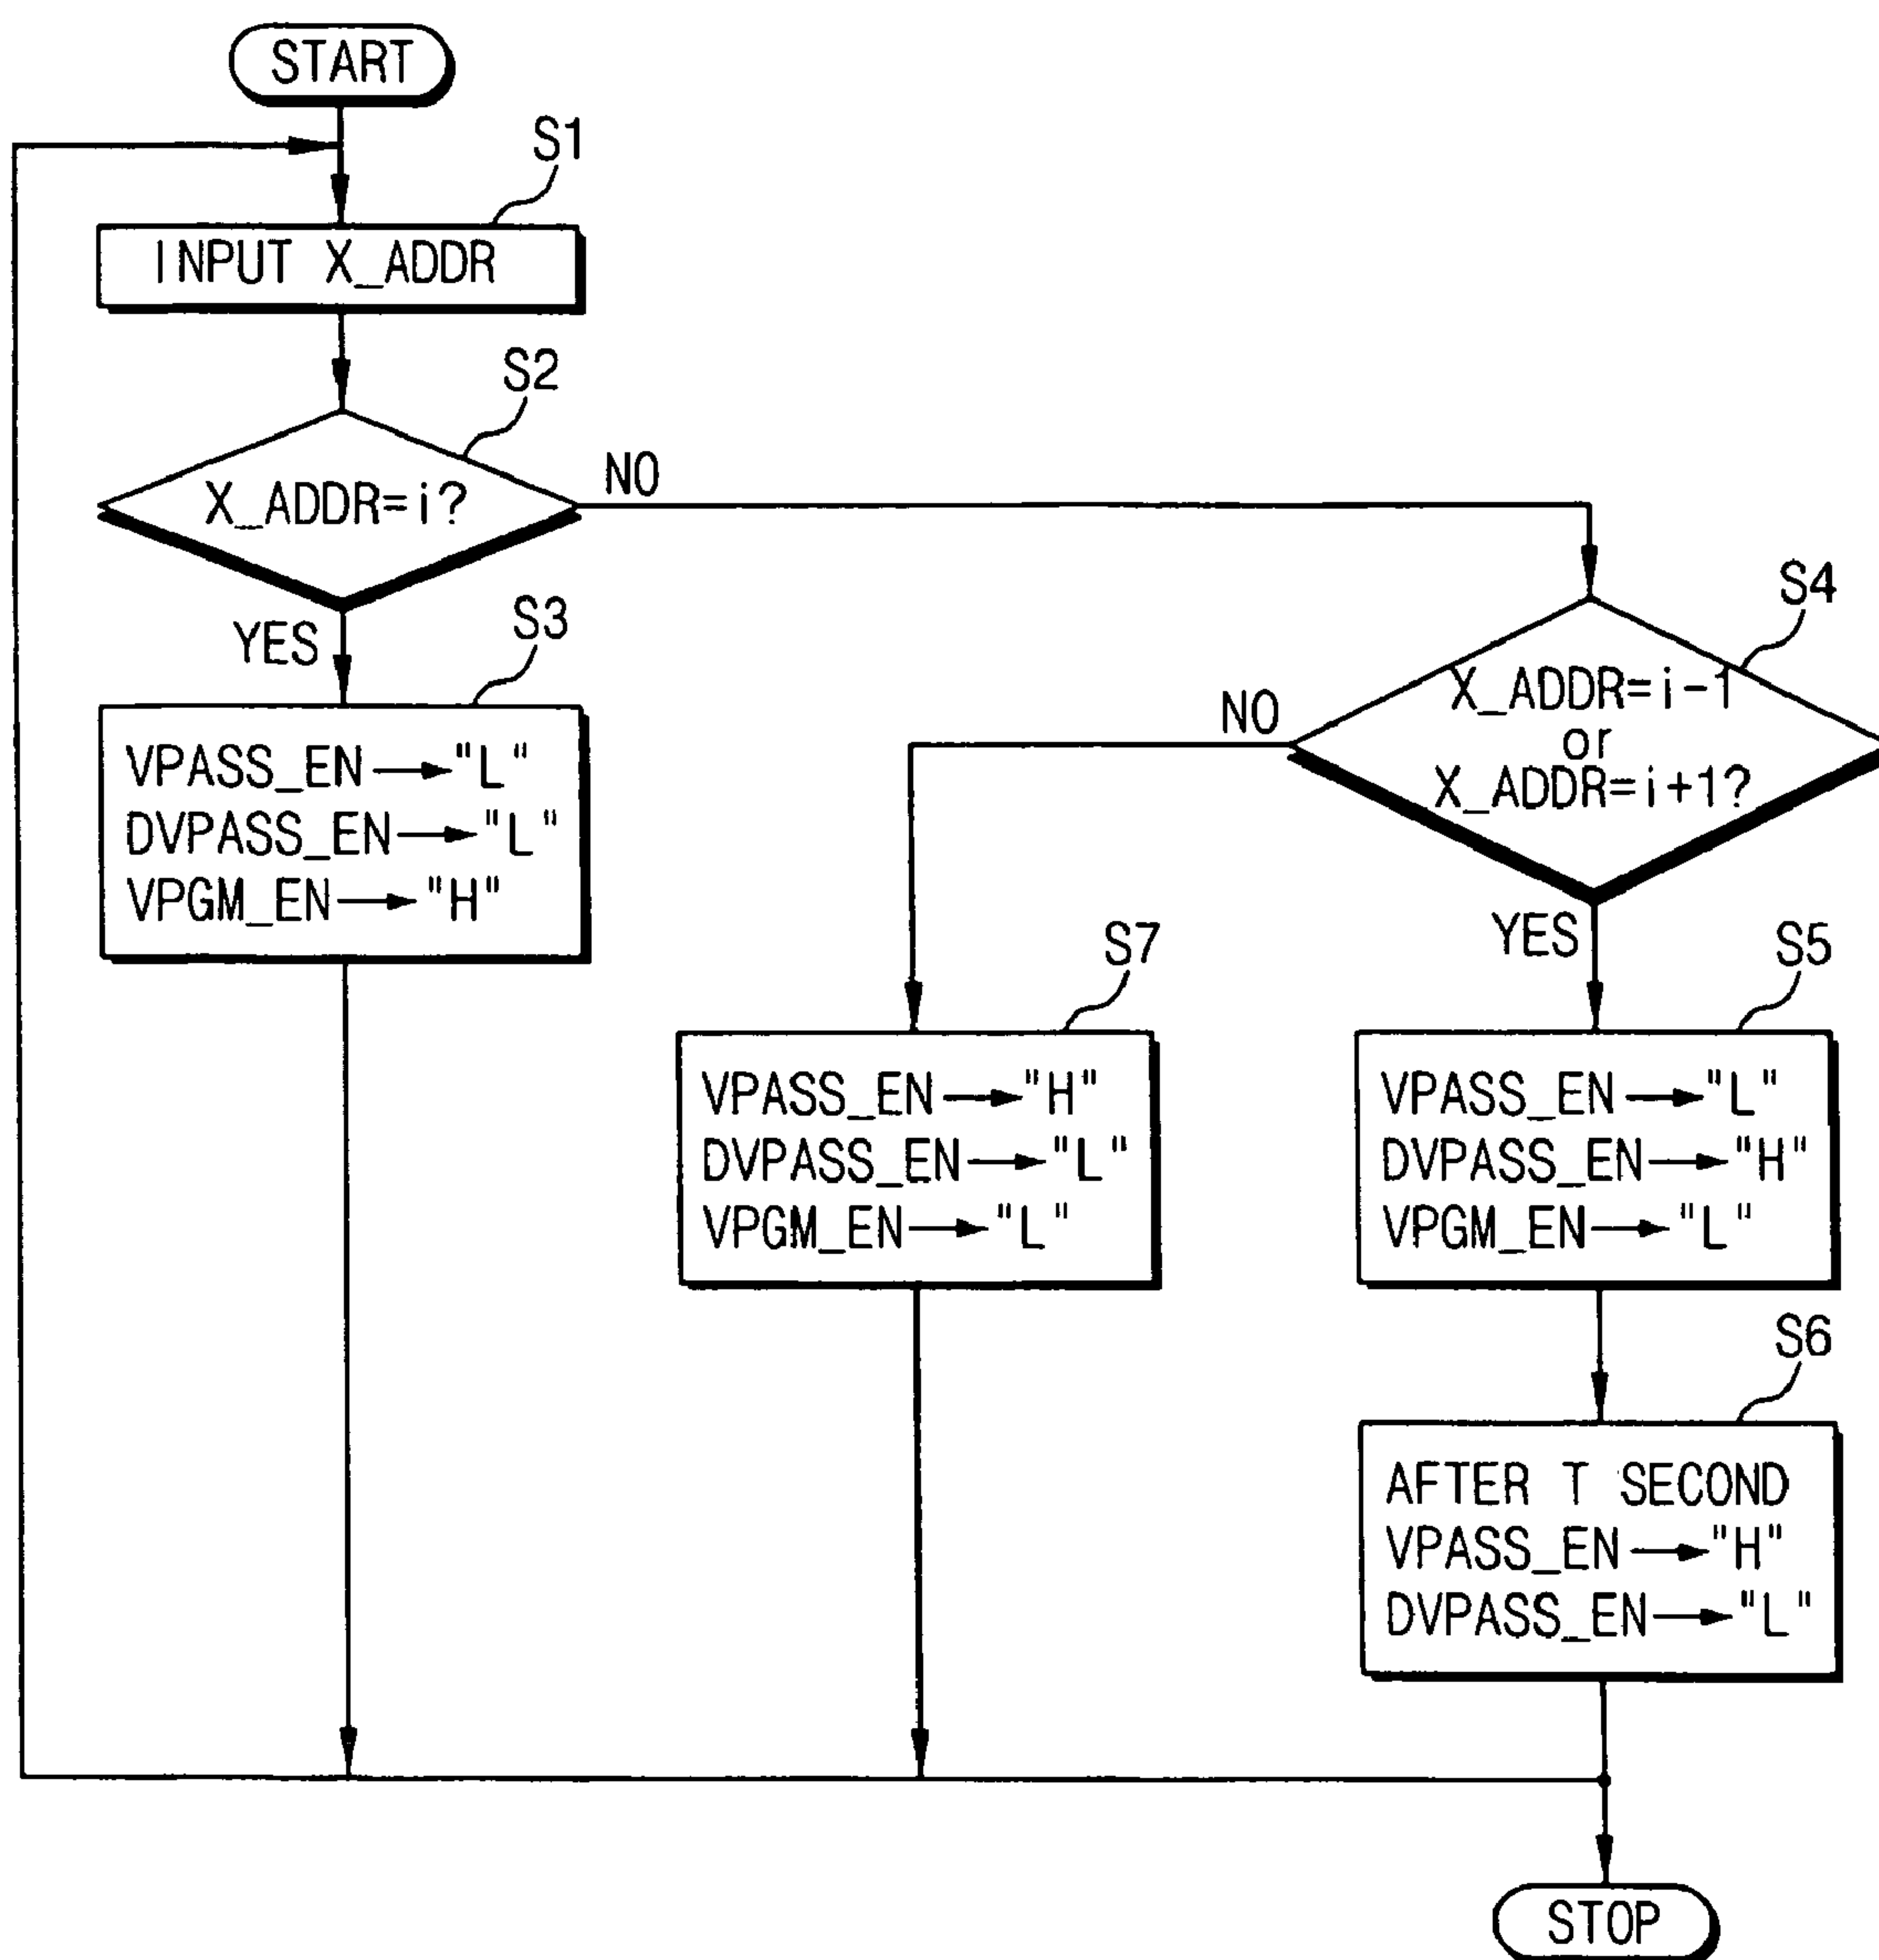 START
S1
INPUT X_ADDR
S2
X_ADDR=i?
NO
YES
S3
VPASS_EN→"L"
DVPASS_EN→"L"
VPGM_EN→"H"
S4
X_ADDR=i-1
or
X_ADDR=i+1?
NO
YES
S7
VPASS_EN→"H"
DVPASS_EN→"L"
VPGM_EN→"L"
S5
VPASS_EN→"L"
DVPASS_EN→"H"
VPGM_EN→"L"
S6
AFTER T SECOND
VPASS_EN→"H"
DVPASS_EN→"L"
STOP